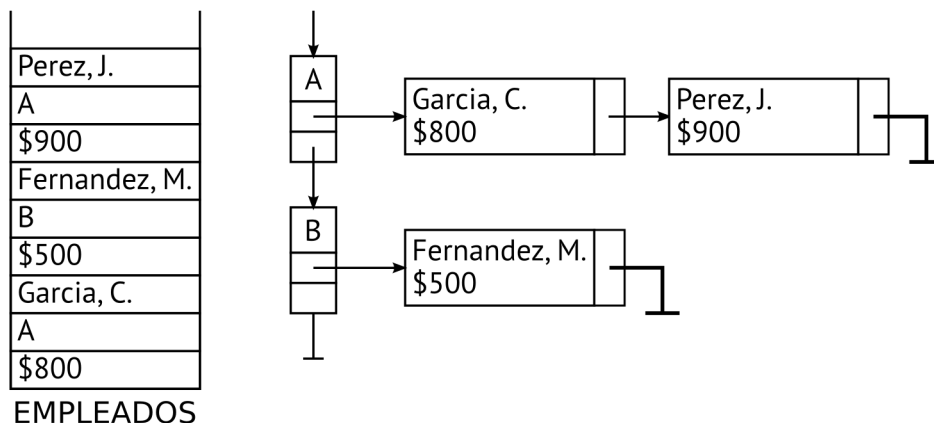 Perez, J.
A
$900
Fernandez, M.
B
$500
Garcia, C.
A
$800
EMPLEADOS
A
Garcia, C.
$800
Perez, J.
$900
B
Fernandez, M.
$500